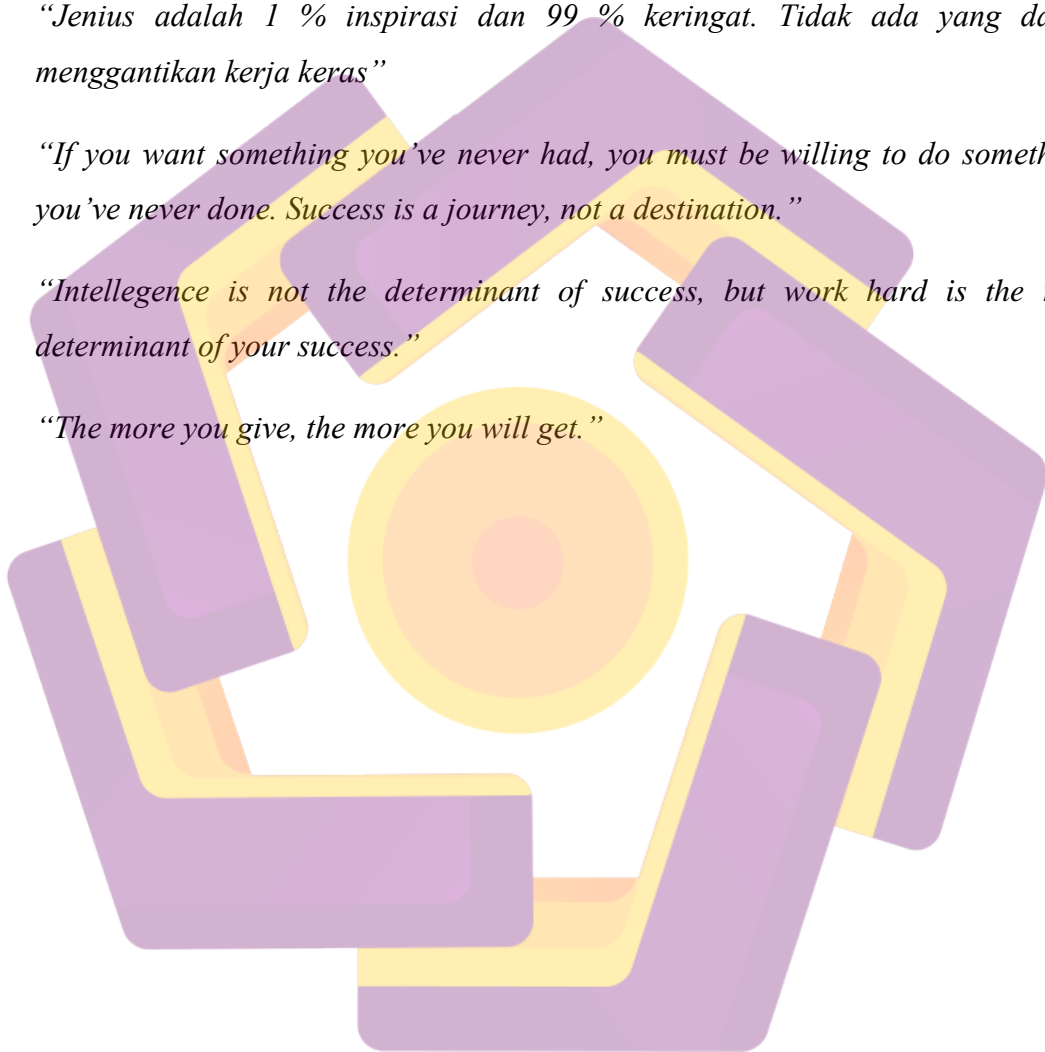 “Jenius adalah 1 % inspirasi dan 99 % keringat. Tidak ada yang
menggantikan kerja keras”
“If you want something you’ve never had, you must be willing to do
you’ve never done. Success is a journey, not a destination.”
“Intellegence is not the determinant of success, but work hard is the
determinant of your success.”
“The more you give, the more you will get.”